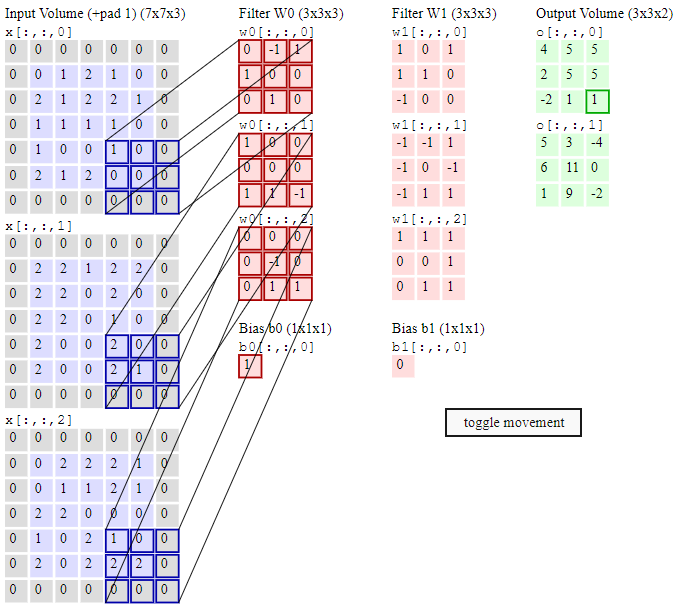 Input Volume (+pad 1) (7x7x3)
x[:,:,0]
0 0 0 0 0 0 0
0 0 1 2 1 0 0
0 2 1 2 2 1 0
0 1 1 1 1 0 0
0 1 0 0 1 0 0
0 2 1 2 0 0 0
0 0 0 0 0 0 0
x[:,:,1]
0 0 0 0 0 0 0
0 2 2 1 2 2 0
0 2 2 0 2 0 0
0 2 2 0 1 0 0
0 2 0 0 2 0 0
0 2 0 0 2 1 0
0 0 0 0 0 0 0
x[:,:,2]
0 0 0 0 0 0 0
0 0 2 2 2 1 0
0 0 1 1 2 1 0
0 2 2 0 0 0 0
0 1 0 2 1 0 0
0 2 0 2 2 2 0
0 0 0 0 0 0 0
Filter W0 (3x3x3)
w0[:,:,0]
0 -1 1
1 0 0
0 1 0
w0[:,:,1]
1 0 0
0 0 0
1 1 -1
w0[:,:,2]
0 0 0
0 -1 0
0 1 1
Bias b0 (1x1x1)
b0[:,:,0]
1
Filter W1 (3x3x3)
w1[:,:,0]
1 0 1
1 1 0
-1 0 0
w1[:,:,1]
-1 -1 1
-1 0 -1
-1 1 1
w1[:,:,2]
1 1 1
0 0 1
0 1 1
Bias b1 (1x1x1)
b1[:,:,0]
0
Output Volume (3x3x2)
o[:,:,0]
4 5 5
2 5 5
-2 1 1
o[:,:,1]
5 3 -4
6 11 0
1 9 -2
toggle movement